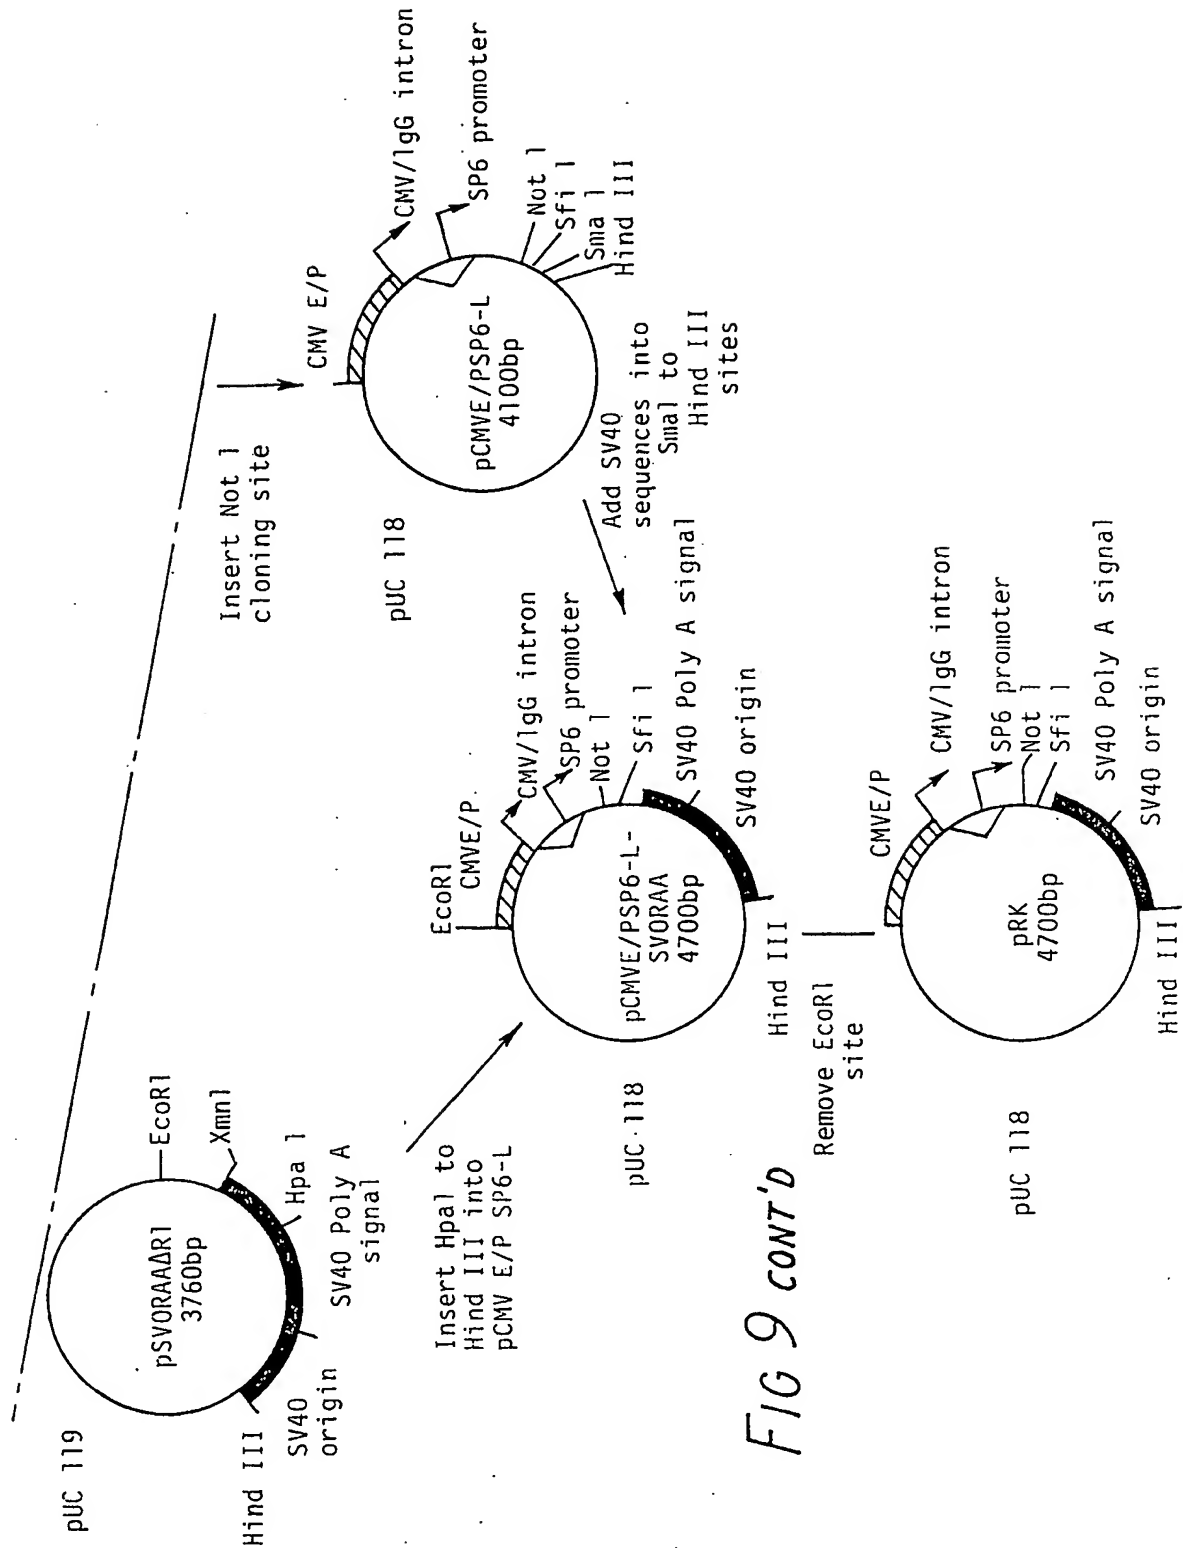 pUC 119
pSVORAAΔR1
3760bp
EcoR1
Xmn1
Hpa 1
SV40 Poly A
signal
SV40
origin
Hind III
Insert Hpa1 to
Hind III into
pCMV E/P SP6-L
Insert Not 1
cloning site
pUC 118
CMV E/P
CMV/1gG intron
SP6 promoter
pCMVE/PSP6-L
4100bp
Not 1
Sfi 1
Sma 1
Hind III
Add SV40
sequences into
Sma1 to
Hind III
sites
pUC 118
EcoR1
CMVE/P
CMV/1gG intron
SP6 promoter
Not 1
Sfi 1
SV40 Poly A signal
SV40 origin
pCMVE/PSP6-L-
SVORAA
4700bp
Hind III
Remove EcoR1
site
pUC 118
CMVE/P
CMV/1gG intron
SP6 promoter
Not 1
Sfi 1
SV40 Poly A signal
SV40 origin
pRK
4700bp
Hind III
FIG 9 CONT'D